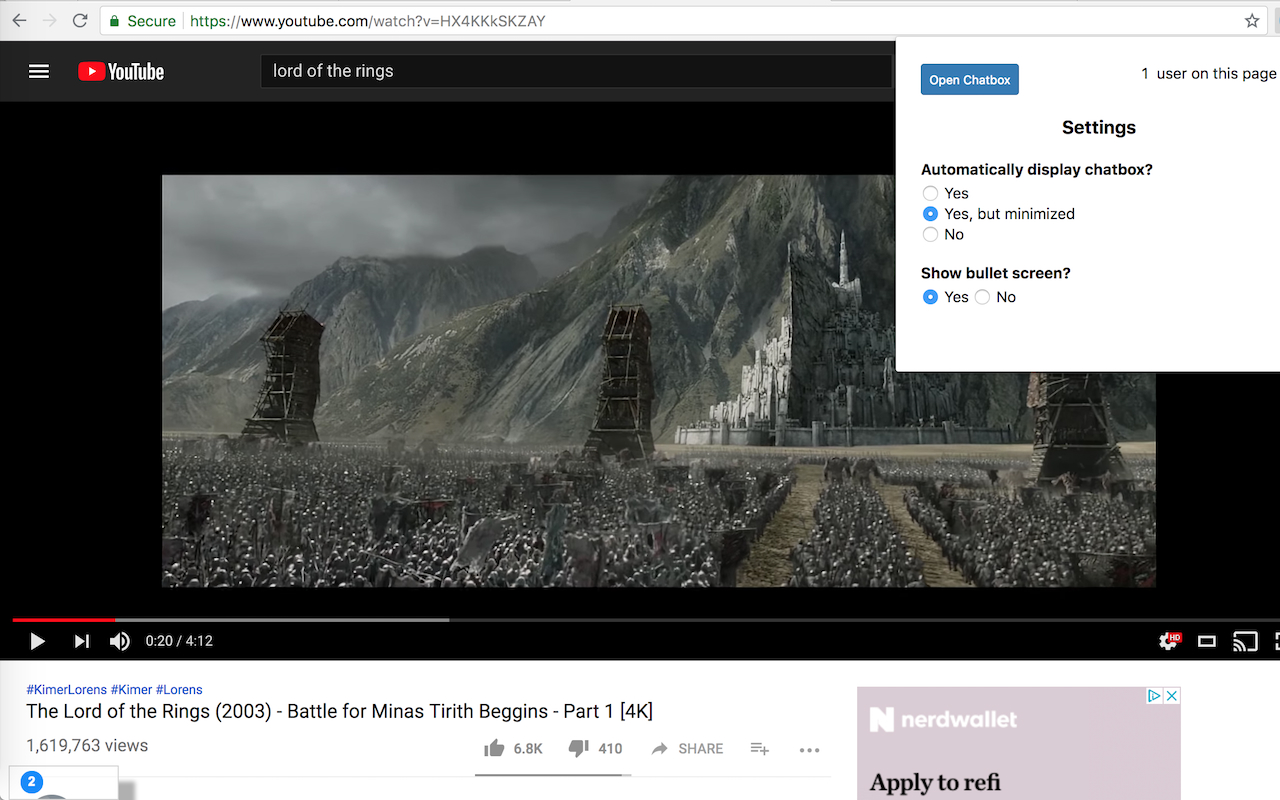 Secure https://www.youtube.com/watch?v=HX4KKkSKZAY
YouTube
lord of the rings
Open Chatbox
1 user on this page
Settings
Automatically display chatbox?
Yes
Yes, but minimized
No
Show bullet screen?
Yes No
0:20 / 4:12
HD
#KimerLorens #Kimer #Lorens
The Lord of the Rings (2003) - Battle for Minas Tirith Beggins - Part 1 [4K]
1,619,763 views
6.8K
410
SHARE
nerdwallet
Apply to refi
2